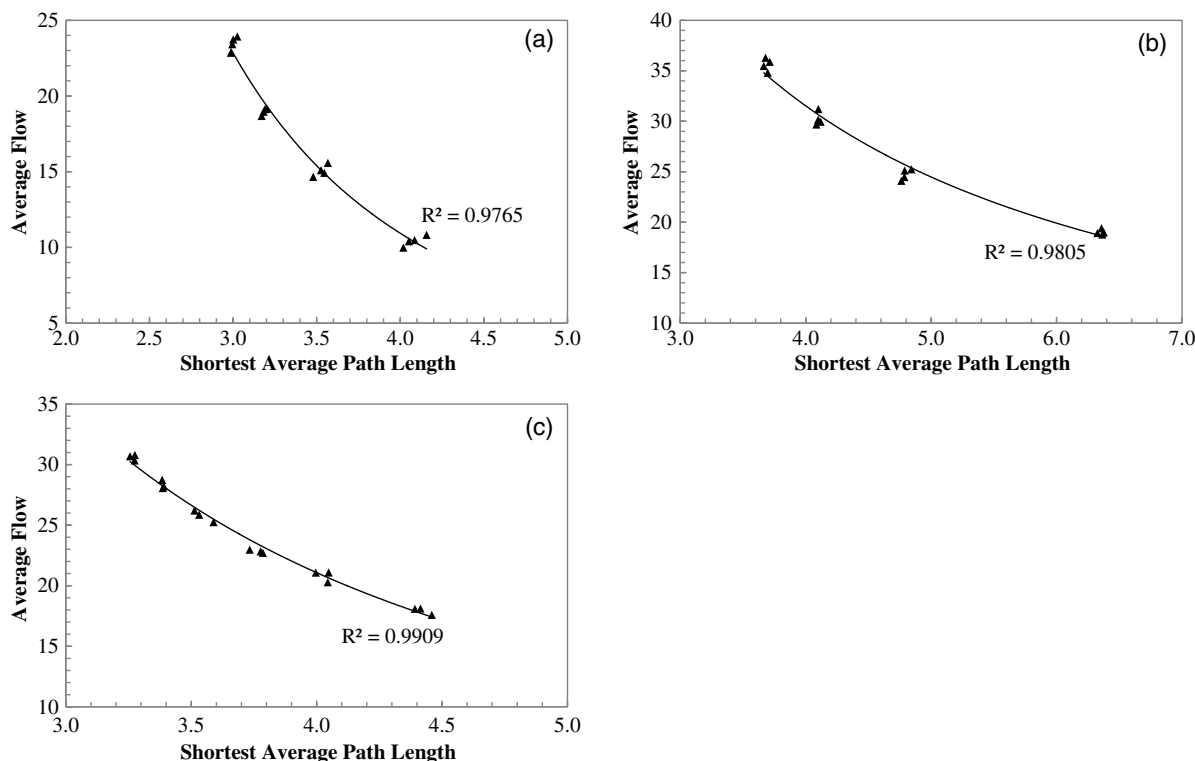 25
20
15
10
5
2.0 2.5 3.0 3.5 4.0 4.5 5.0
Average Flow
Shortest Average Path Length
(a)
R² = 0.9765
40
35
30
25
20
15
10
3.0 4.0 5.0 6.0 7.0
Average Flow
Shortest Average Path Length
(b)
R² = 0.9805
35
30
25
20
15
10
3.0 3.5 4.0 4.5 5.0
Average Flow
Shortest Average Path Length
(c)
R² = 0.9909